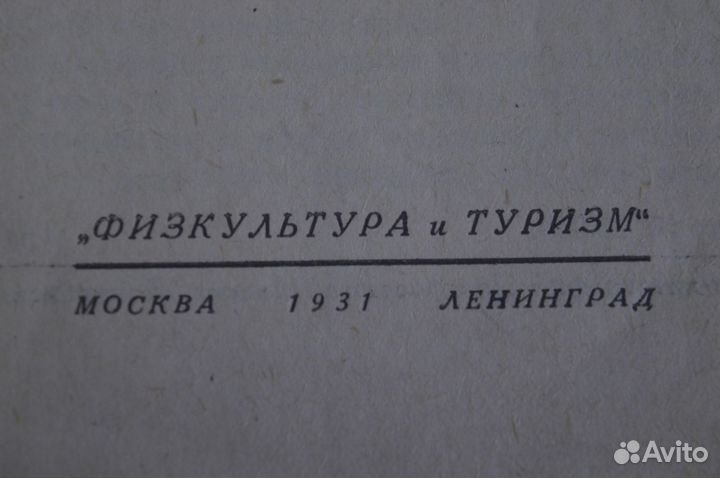 „ФИЗКУЛЬТУРА и ТУРИЗМ“
МОСКВА 1931 ЛЕНИНГРАД
Avito